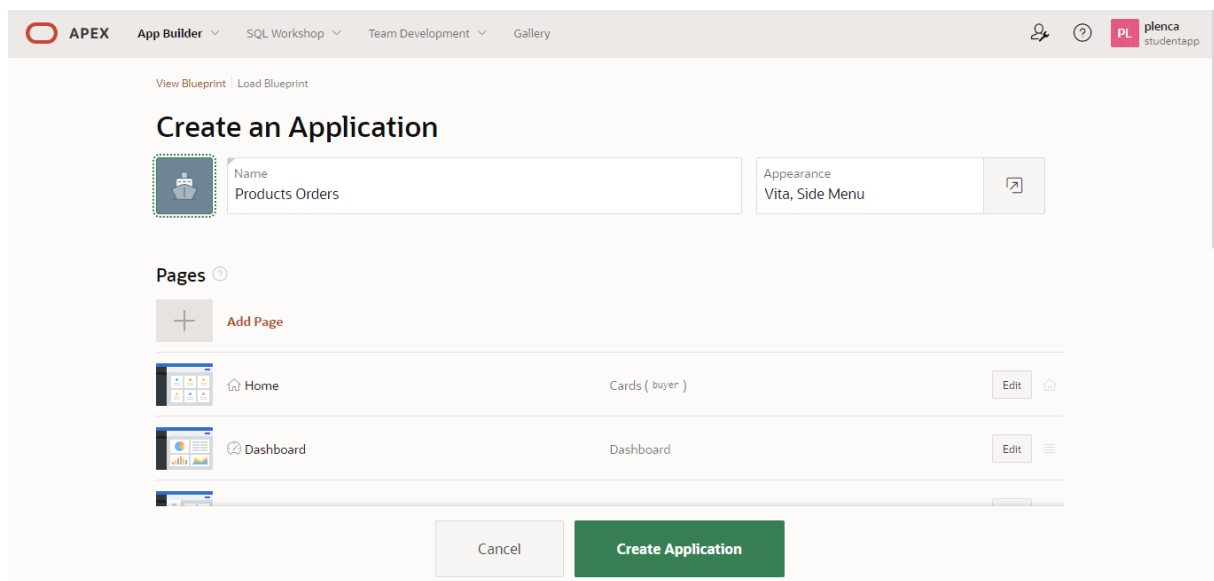 APEX App Builder SQL Workshop Team Development Gallery PL plenca
studentapp
View Blueprint Load Blueprint
Create an Application
Name
Products Orders
Appearance
Vita, Side Menu
Pages
Add Page
Home Cards ( buyer ) Edit
Dashboard Dashboard Edit
Cancel Create Application